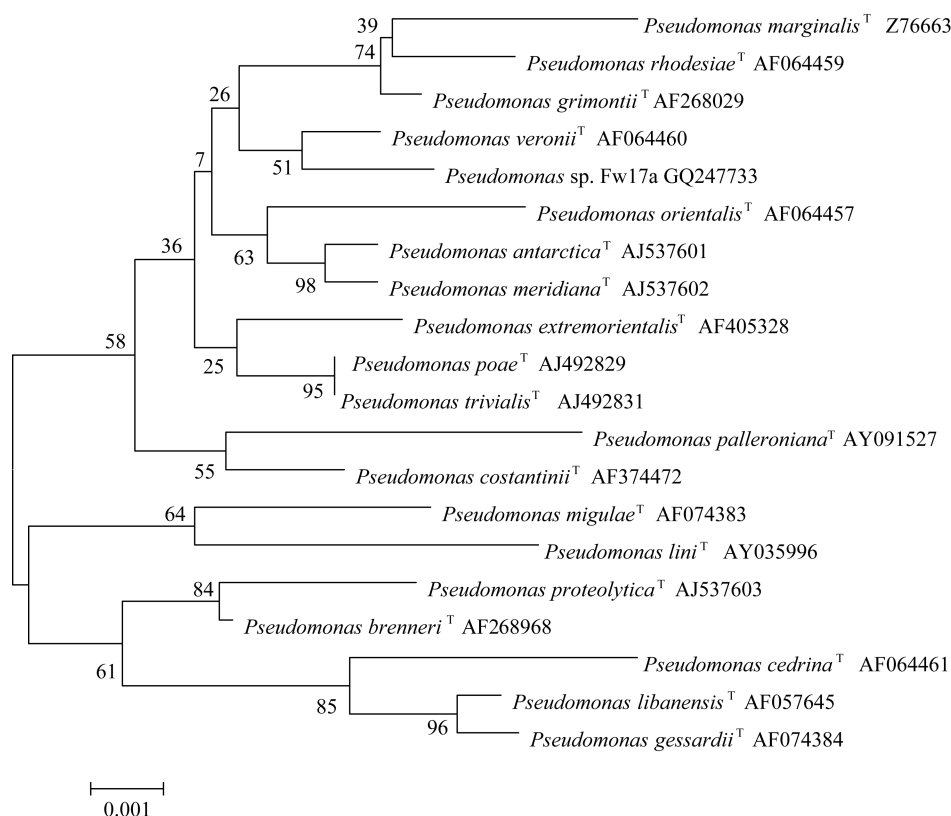 39
Pseudomonas marginalis T Z76663
74
Pseudomonas rhodesiae T AF064459
26
Pseudomonas grimontii T AF268029
Pseudomonas veronii T AF064460
7
51
Pseudomonas sp. Fw17a GQ247733
Pseudomonas orientalis T AF064457
36
63
Pseudomonas antarctica T AJ537601
98
Pseudomonas meridiana T AJ537602
Pseudomonas extremorientalis T AF405328
58
25
Pseudomonas poae T AJ492829
95
Pseudomonas trivialis T AJ492831
Pseudomonas palleroniana T AY091527
55
Pseudomonas costantinii T AF374472
64
Pseudomonas migulae T AF074383
Pseudomonas lini T AY035996
84
Pseudomonas proteolytica T AJ537603
Pseudomonas brenneri T AF268968
61
Pseudomonas cedrina T AF064461
85
Pseudomonas libanensis T AF057645
96
Pseudomonas gessardii T AF074384
0.001